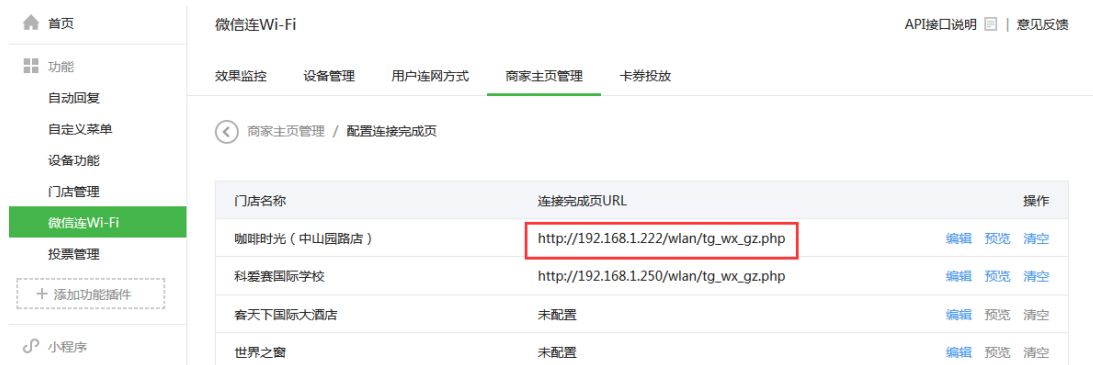 首页
功能
自动回复
自定义菜单
设备功能
门店管理
微信连Wi-Fi
投票管理
+ 添加功能插件
小程序
微信连Wi-Fi
API接口说明 | 意见反馈
效果监控 设备管理 用户连网方式 商家主页管理 卡券投放
商家主页管理 / 配置连接完成页
门店名称 连接完成页URL 操作
咖啡时光（中山园路店） http://192.168.1.222/wlan/tg_wx_gz.php 编辑 预览 清空
科爱赛国际学校 http://192.168.1.250/wlan/tg_wx_gz.php 编辑 预览 清空
客天下国际大酒店 未配置 编辑 预览 清空
世界之窗 未配置 编辑 预览 清空